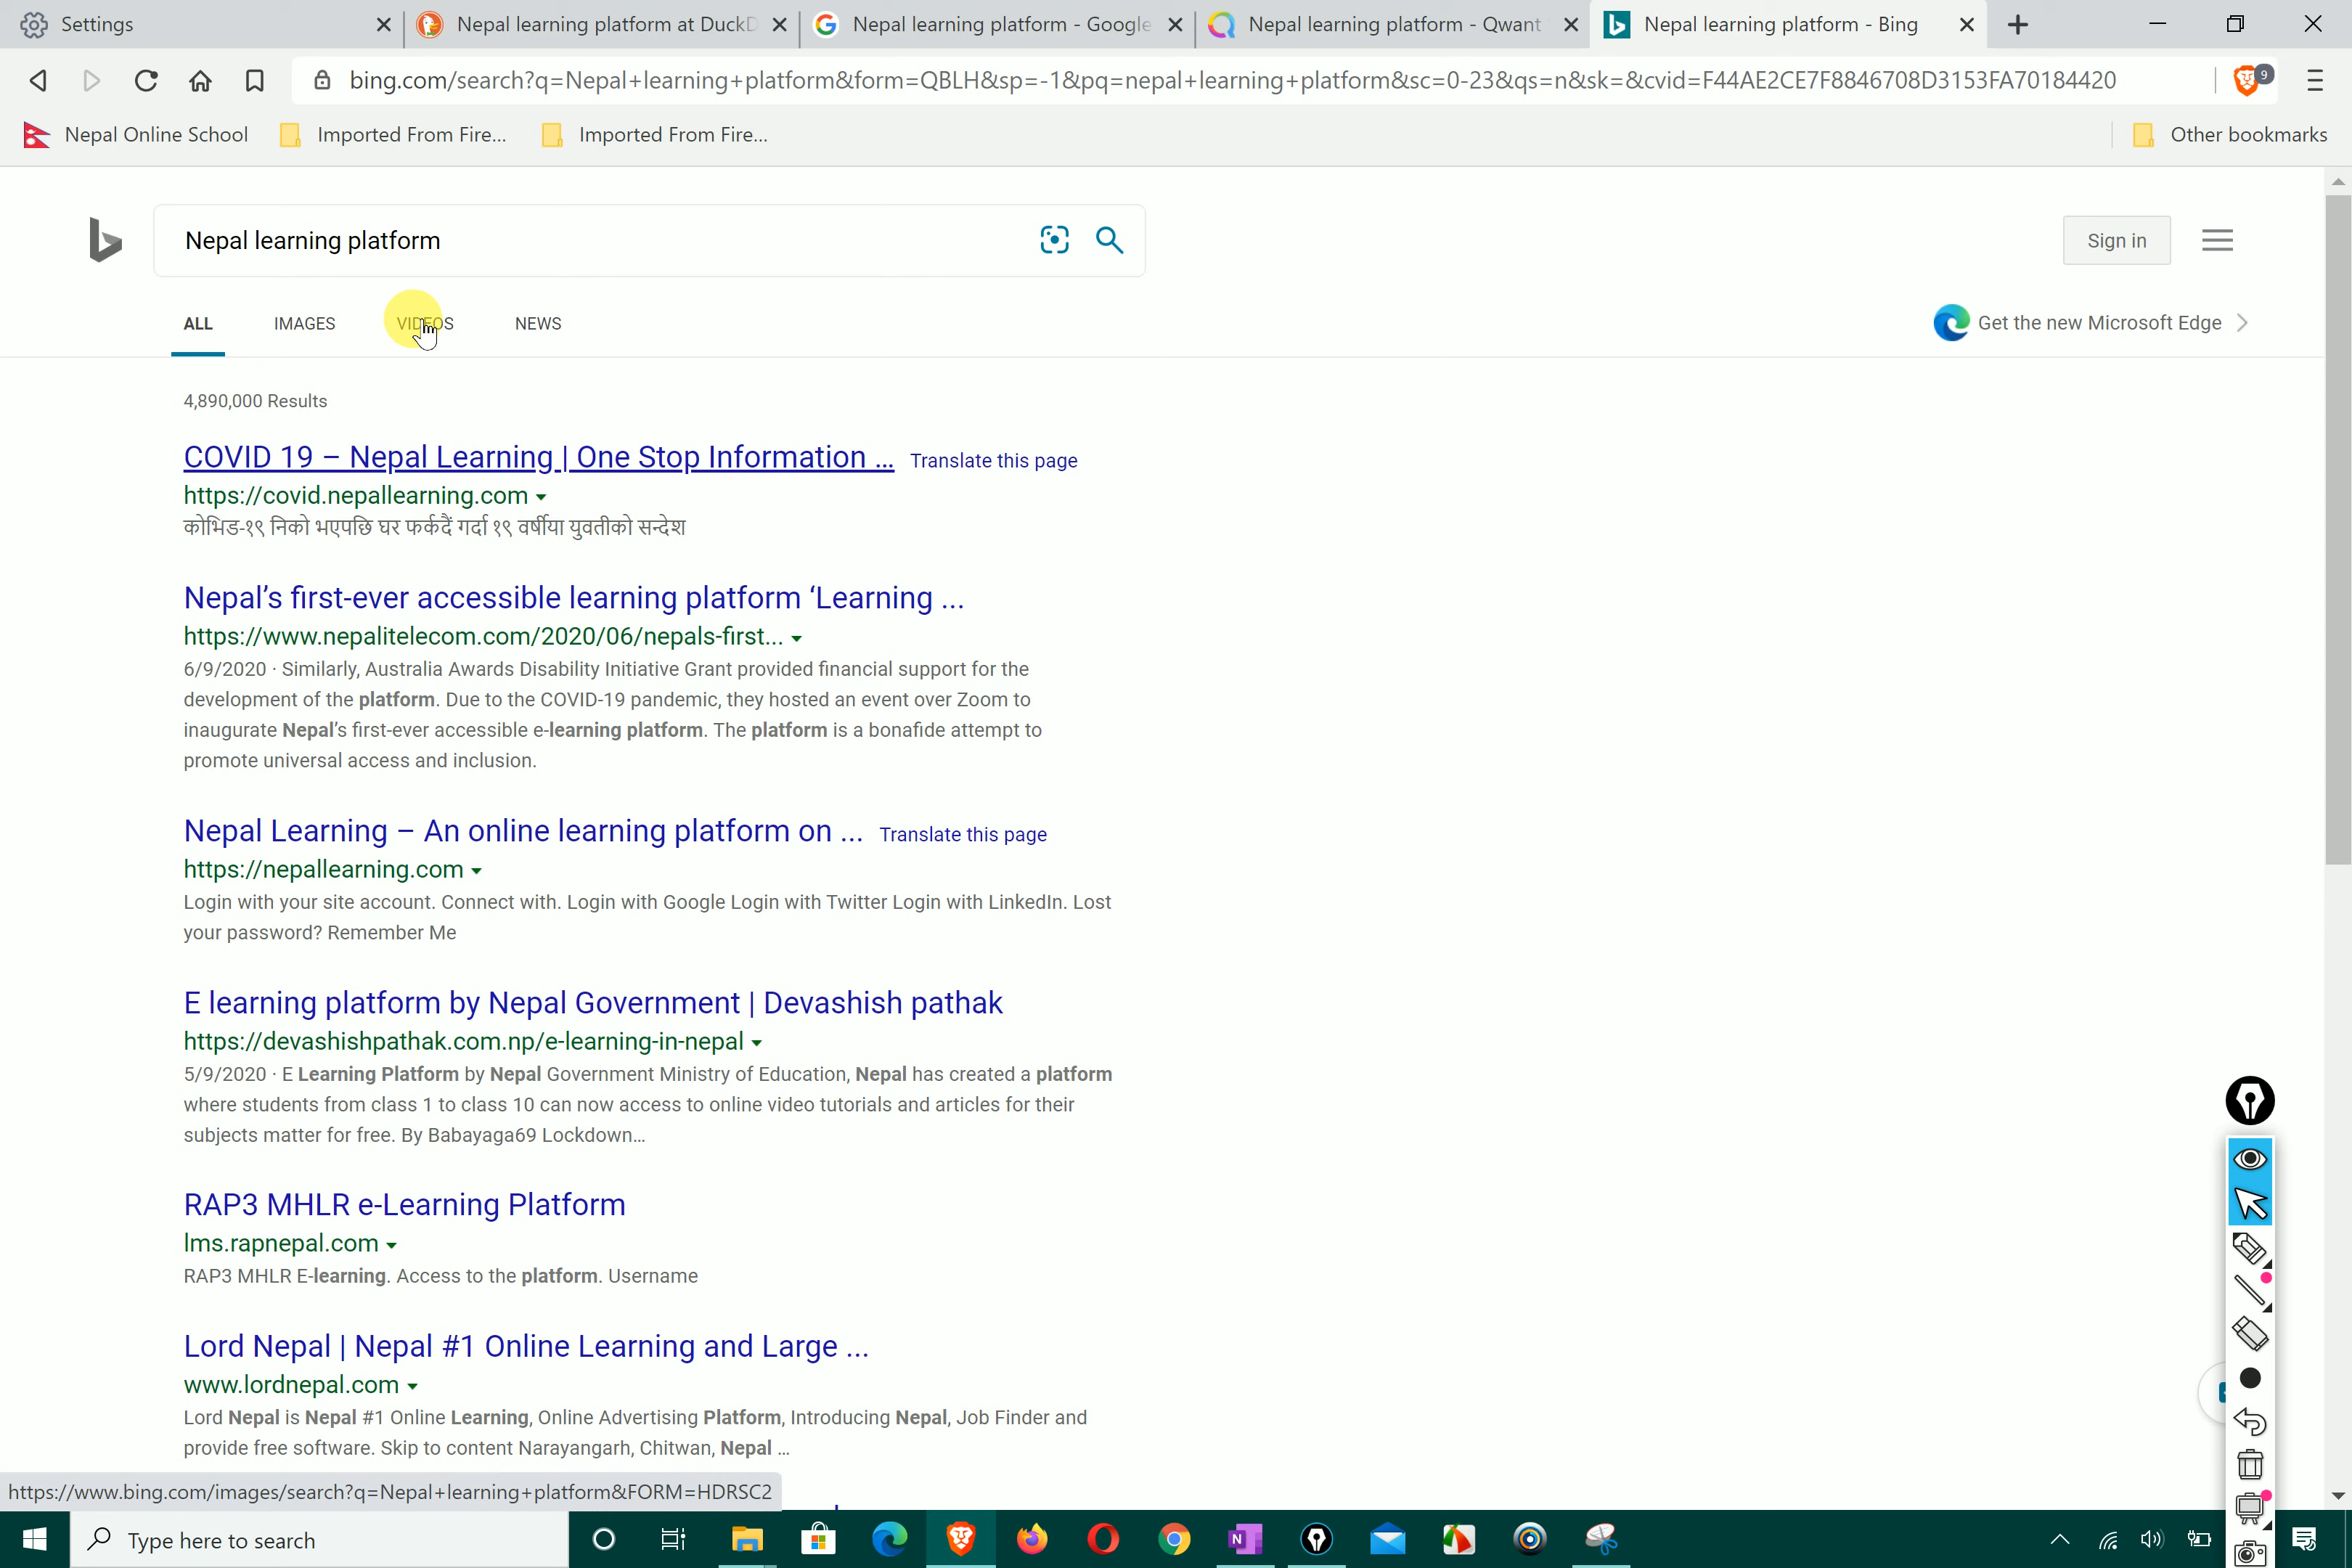 Settings
Nepal learning platform at DuckD
Nepal learning platform - Google
Nepal learning platform - Qwant
Nepal learning platform - Bing
bing.com/search?q=Nepal+learning+platform&form=QBLH&sp=-1&pq=nepal+learning+platform&sc=0-23&qs=n&sk=&cvid=F44AE2CE7F8846708D3153FA70184420
9
Nepal Online School
Imported From Fire...
Imported From Fire...
Other bookmarks
Nepal learning platform
Sign in
ALL
IMAGES
VIDEOS
NEWS
Get the new Microsoft Edge
4,890,000 Results
COVID 19 – Nepal Learning | One Stop Information ... Translate this page
https://covid.nepallearning.com
कोभिड-१९ निको भएपछि घर फर्कदैं गर्दा १९ वर्षीया युवतीको सन्देश
Nepal’s first-ever accessible learning platform ‘Learning ...
https://www.nepalitelecom.com/2020/06/nepals-first...
6/9/2020 · Similarly, Australia Awards Disability Initiative Grant provided financial support for the
development of the platform. Due to the COVID-19 pandemic, they hosted an event over Zoom to
inaugurate Nepal’s first-ever accessible e-learning platform. The platform is a bonafide attempt to
promote universal access and inclusion.
Nepal Learning – An online learning platform on ... Translate this page
https://nepallearning.com
Login with your site account. Connect with. Login with Google Login with Twitter Login with LinkedIn. Lost
your password? Remember Me
E learning platform by Nepal Government | Devashish pathak
https://devashishpathak.com.np/e-learning-in-nepal
5/9/2020 · E Learning Platform by Nepal Government Ministry of Education, Nepal has created a platform
where students from class 1 to class 10 can now access to online video tutorials and articles for their
subjects matter for free. By Babayaga69 Lockdown...
RAP3 MHLR e-Learning Platform
lms.rapnepal.com
RAP3 MHLR E-learning. Access to the platform. Username
Lord Nepal | Nepal #1 Online Learning and Large ...
www.lordnepal.com
Lord Nepal is Nepal #1 Online Learning, Online Advertising Platform, Introducing Nepal, Job Finder and
provide free software. Skip to content Narayangarh, Chitwan, Nepal ...
https://www.bing.com/images/search?q=Nepal+learning+platform&FORM=HDRSC2
Type here to search